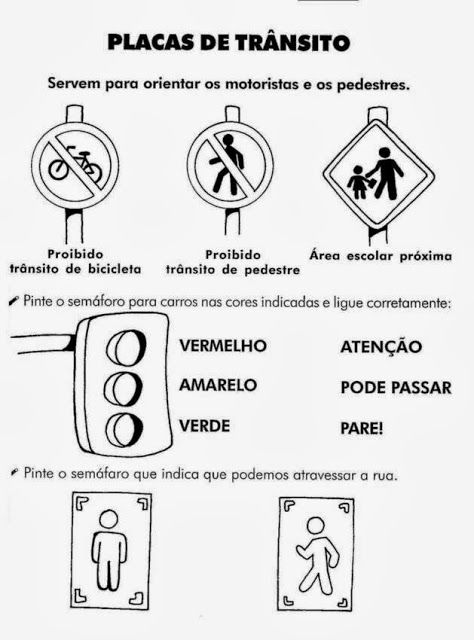 PLACAS DE TRÂNSITO
Servem para orientar os motoristas e os pedestres.
Proibido
trânsito de bicicleta
Proibido
trânsito de pedestre
Área escolar próxima
Pinte o semáforo para carros nas cores indicadas e ligue corretamente:
VERMELHO
ATENÇÃO
AMARELO
PODE PASSAR
VERDE
PARE!
Pinte o semáfaro que indica que podemos atravessar a rua.